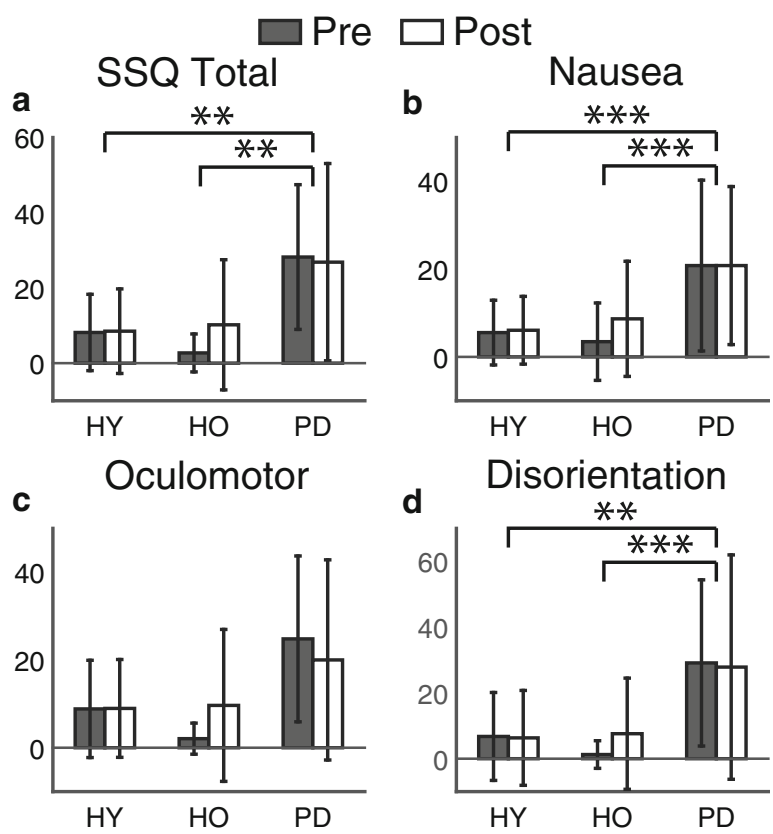 Pre Post
SSQ Total
a
**
**
60
40
20
0
HY HO PD
Nausea
b
***
***
40
20
0
HY HO PD
Oculomotor
c
40
20
0
HY HO PD
Disorientation
d
**
***
60
40
20
0
HY HO PD